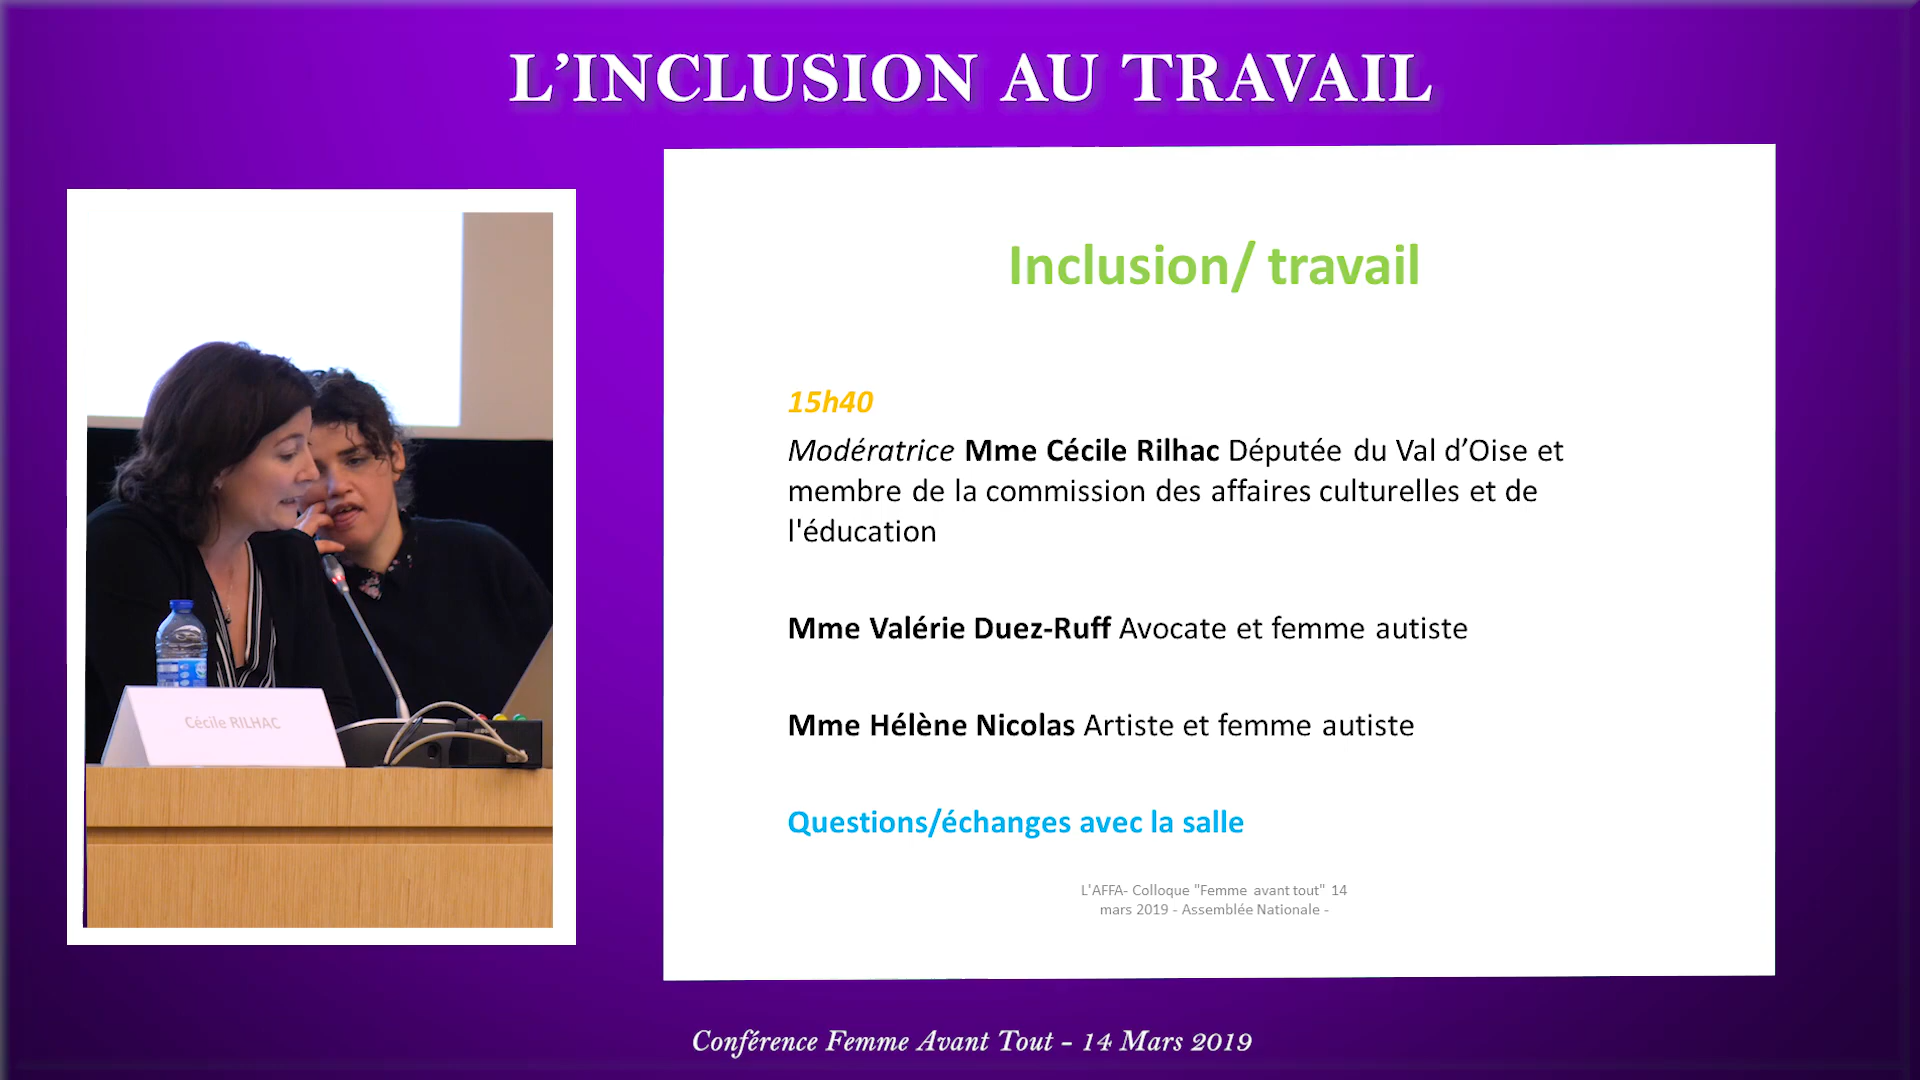 L’INCLUSION AU TRAVAIL
Cécile RILHAC
Inclusion/ travail
15h40
Modératrice Mme Cécile Rilhac Députée du Val d’Oise et
membre de la commission des affaires culturelles et de
l'éducation
Mme Valérie Duez-Ruff Avocate et femme autiste
Mme Hélène Nicolas Artiste et femme autiste
Questions/échanges avec la salle
L'AFFA- Colloque "Femme avant tout" 14
mars 2019 - Assemblée Nationale -
Conférence Femme Avant Tout - 14 Mars 2019